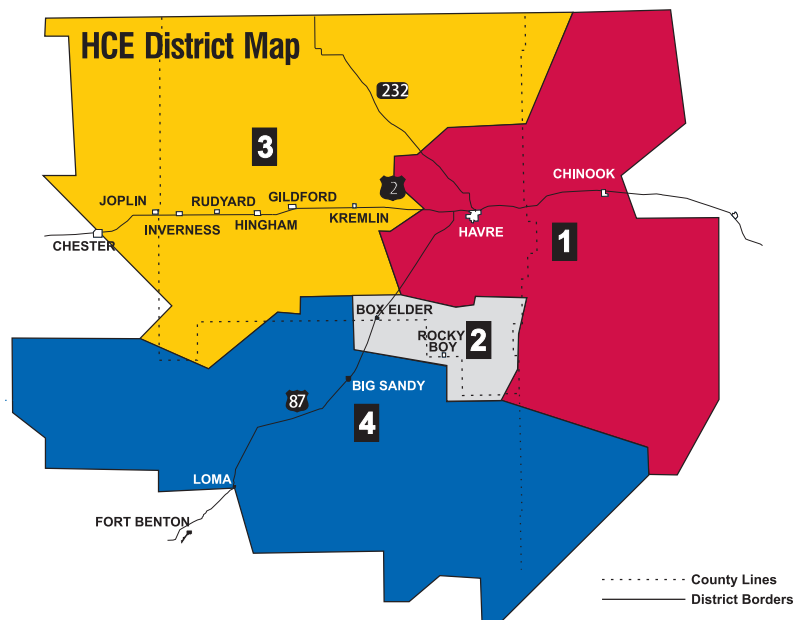 HCE District Map
232
3
2
CHINOOK
JOPLIN
RUDYARD
GILDFORD
KREMLIN
INVERNESS
HINGHAM
CHESTER
HAVRE
1
BOX ELDER
ROCKY
BOY
2
BIG SANDY
87
4
LOMA
FORT BENTON
County Lines
District Borders